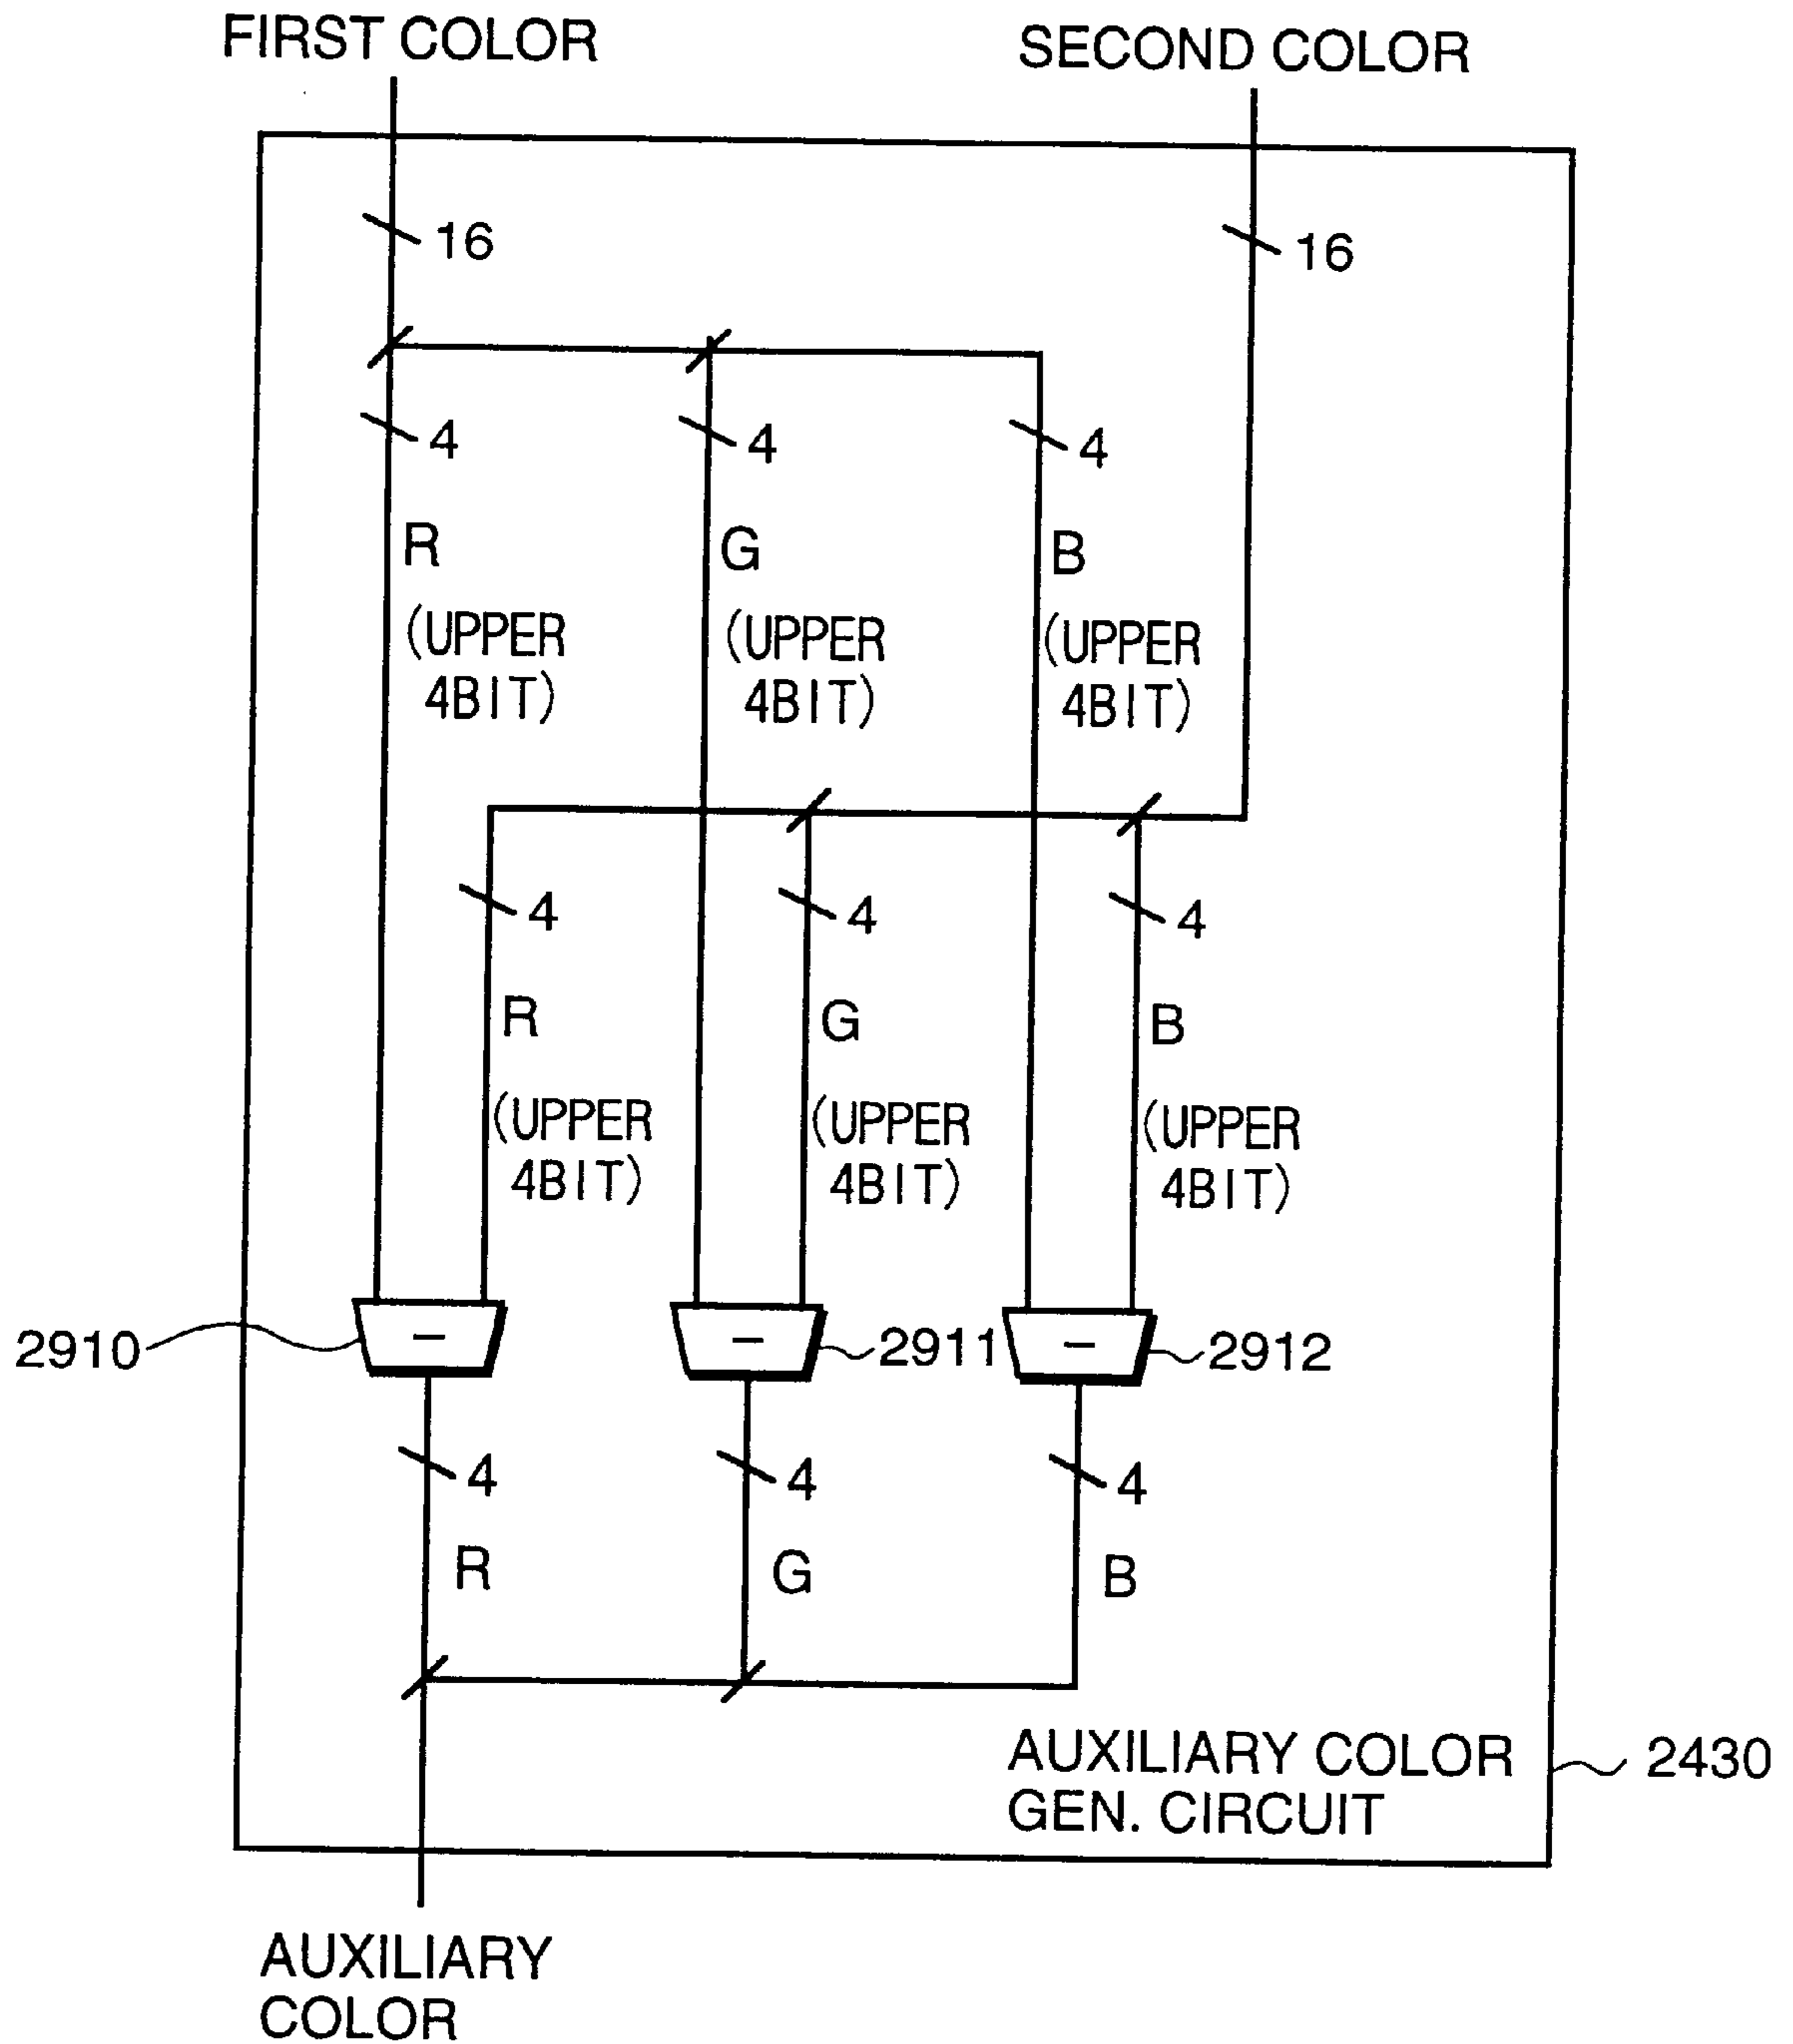 FIRST COLOR
SECOND COLOR
16
16
4
4
4
R
G
B
(UPPER
4BIT)
(UPPER
4BIT)
(UPPER
4BIT)
4
4
4
R
G
B
(UPPER
4BIT)
(UPPER
4BIT)
(UPPER
4BIT)
2910
−
−
2911
−
2912
4
4
4
R
G
B
AUXILIARY COLOR
GEN. CIRCUIT
2430
AUXILIARY
COLOR